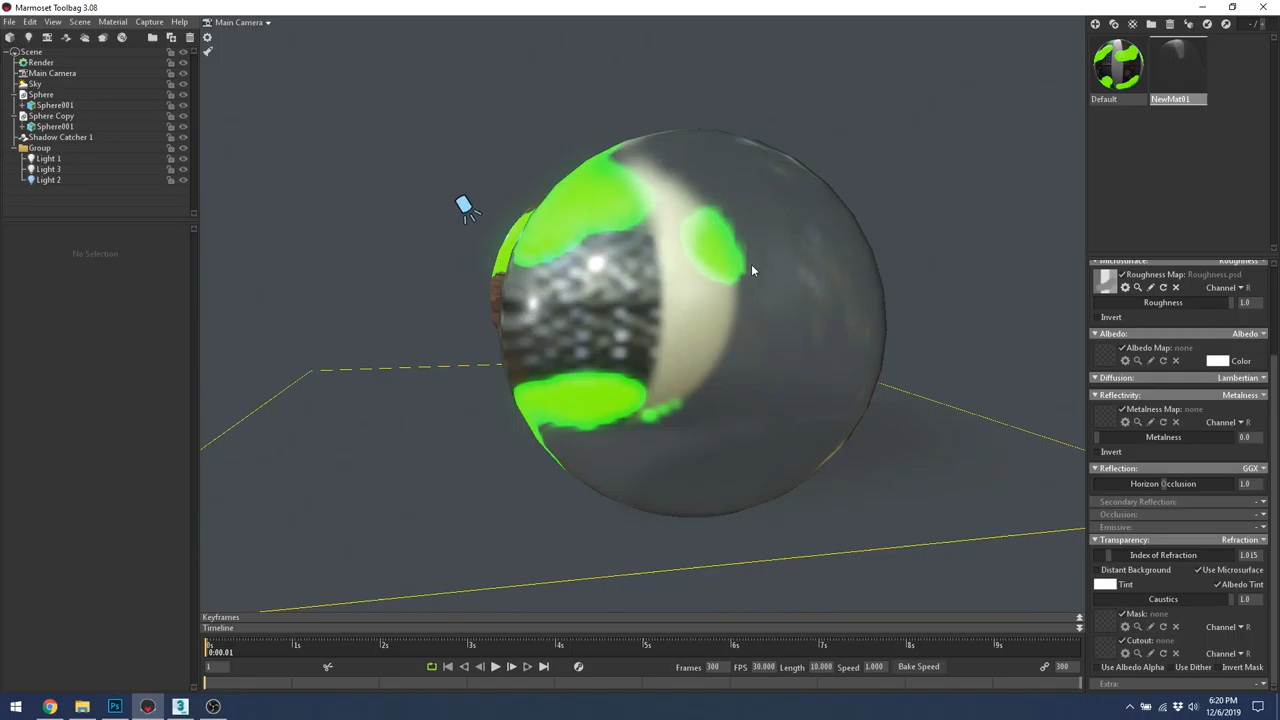 Marmoset Toolbag 3.08
File Edit View Scene Material Capture Help
Main Camera
- /
Scene
Render
Main Camera
Sky
Sphere
Sphere001
Sphere Copy
Sphere001
Shadow Catcher 1
Group
Light 1
Light 3
Light 2
No Selection
Default
NewMat01
Microsurface: Roughness
Roughness Map: Roughness.psd
Channel R
Roughness 1.0
Invert
Albedo: Albedo
Albedo Map: none
Color
Diffusion: Lambertian
Reflectivity: Metalness
Metalness Map: none
Channel R
Metalness 0.0
Invert
Reflection: GGX
Horizon Occlusion 1.0
Secondary Reflection: -
Occlusion: -
Emissive: -
Transparency: Refraction
Index of Refraction 1.015
Distant Background Use Microsurface
Tint Albedo Tint
Caustics 1.0
Mask: none
Channel R
Cutout: none
Channel R
Use Albedo Alpha Use Dither Invert Mask
Extra: -
Keyframes
Timeline
0s 1s 2s 3s 4s 5s 6s 7s 8s 9s
0:00.01
1 Frames 300 FPS 30.000 Length 10.000 Speed 1.000 Bake Speed 300
Ps
3
6:20 PM
12/6/2019